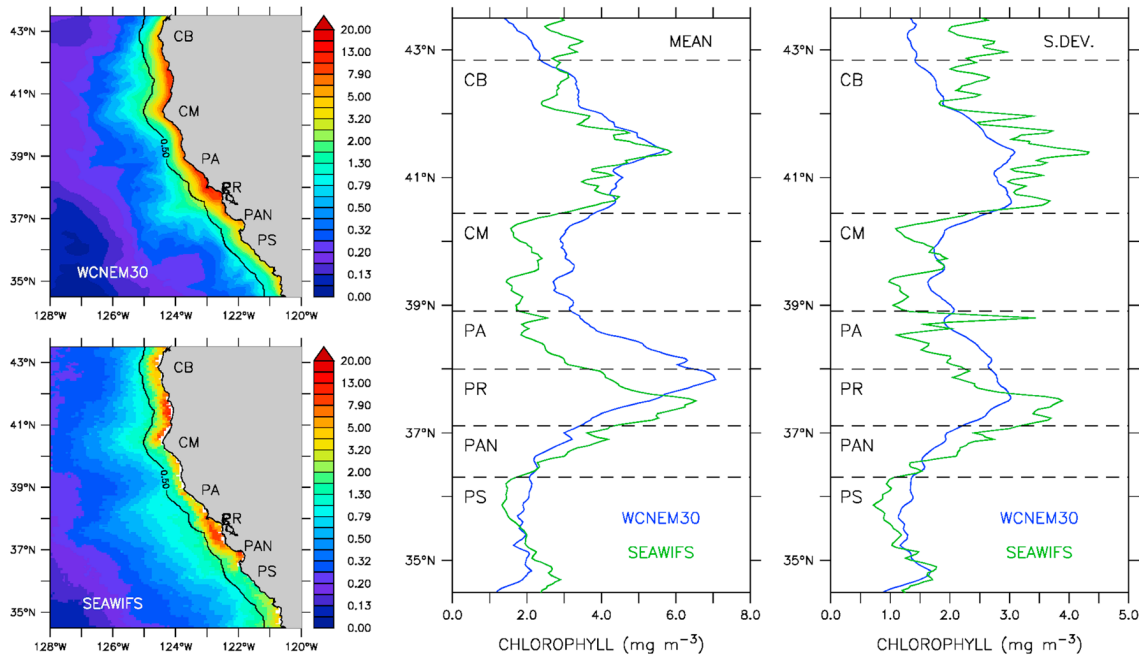 43°N
41°N
39°N
37°N
35°N
128°W
126°W
124°W
122°W
120°W
CB
CM
PA
PR
PAN
PS
0.50
WCNEM30
20.00
13.00
7.90
5.00
3.20
2.00
1.30
0.79
0.50
0.32
0.20
0.13
0.00
43°N
41°N
39°N
37°N
35°N
128°W
126°W
124°W
122°W
120°W
CB
CM
PA
PR
PAN
PS
0.50
SEAWIFS
20.00
13.00
7.90
5.00
3.20
2.00
1.30
0.79
0.50
0.32
0.20
0.13
0.00
MEAN
43°N
CB
41°N
CM
39°N
PA
PR
37°N
PAN
PS
WCNEM30
SEAWIFS
35°N
0.0 2.0 4.0 6.0 8.0
CHLOROPHYLL (mg m⁻³)
S.DEV.
43°N
CB
41°N
CM
39°N
PA
PR
37°N
PAN
PS
WCNEM30
SEAWIFS
35°N
0.0 1.0 2.0 3.0 4.0 5.0
CHLOROPHYLL (mg m⁻³)